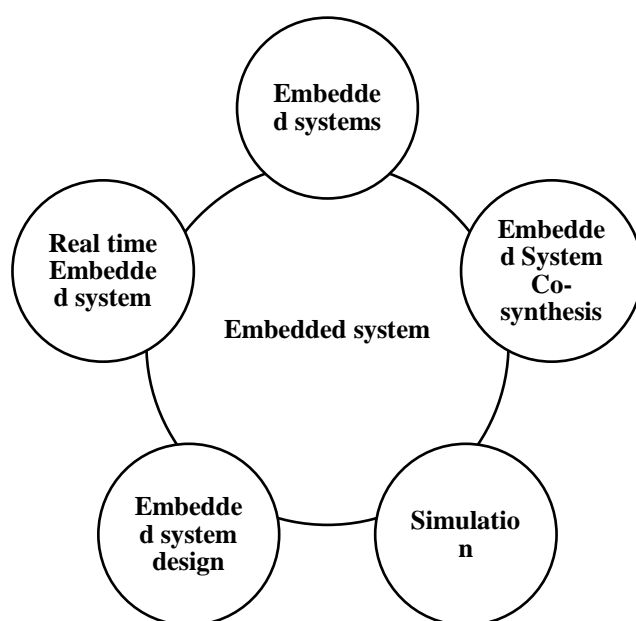 Embedde
d systems
Real time
Embedde
d system
Embedde
d System
Co-
synthesis
Embedded system
Embedde
d system
design
Simulatio
n